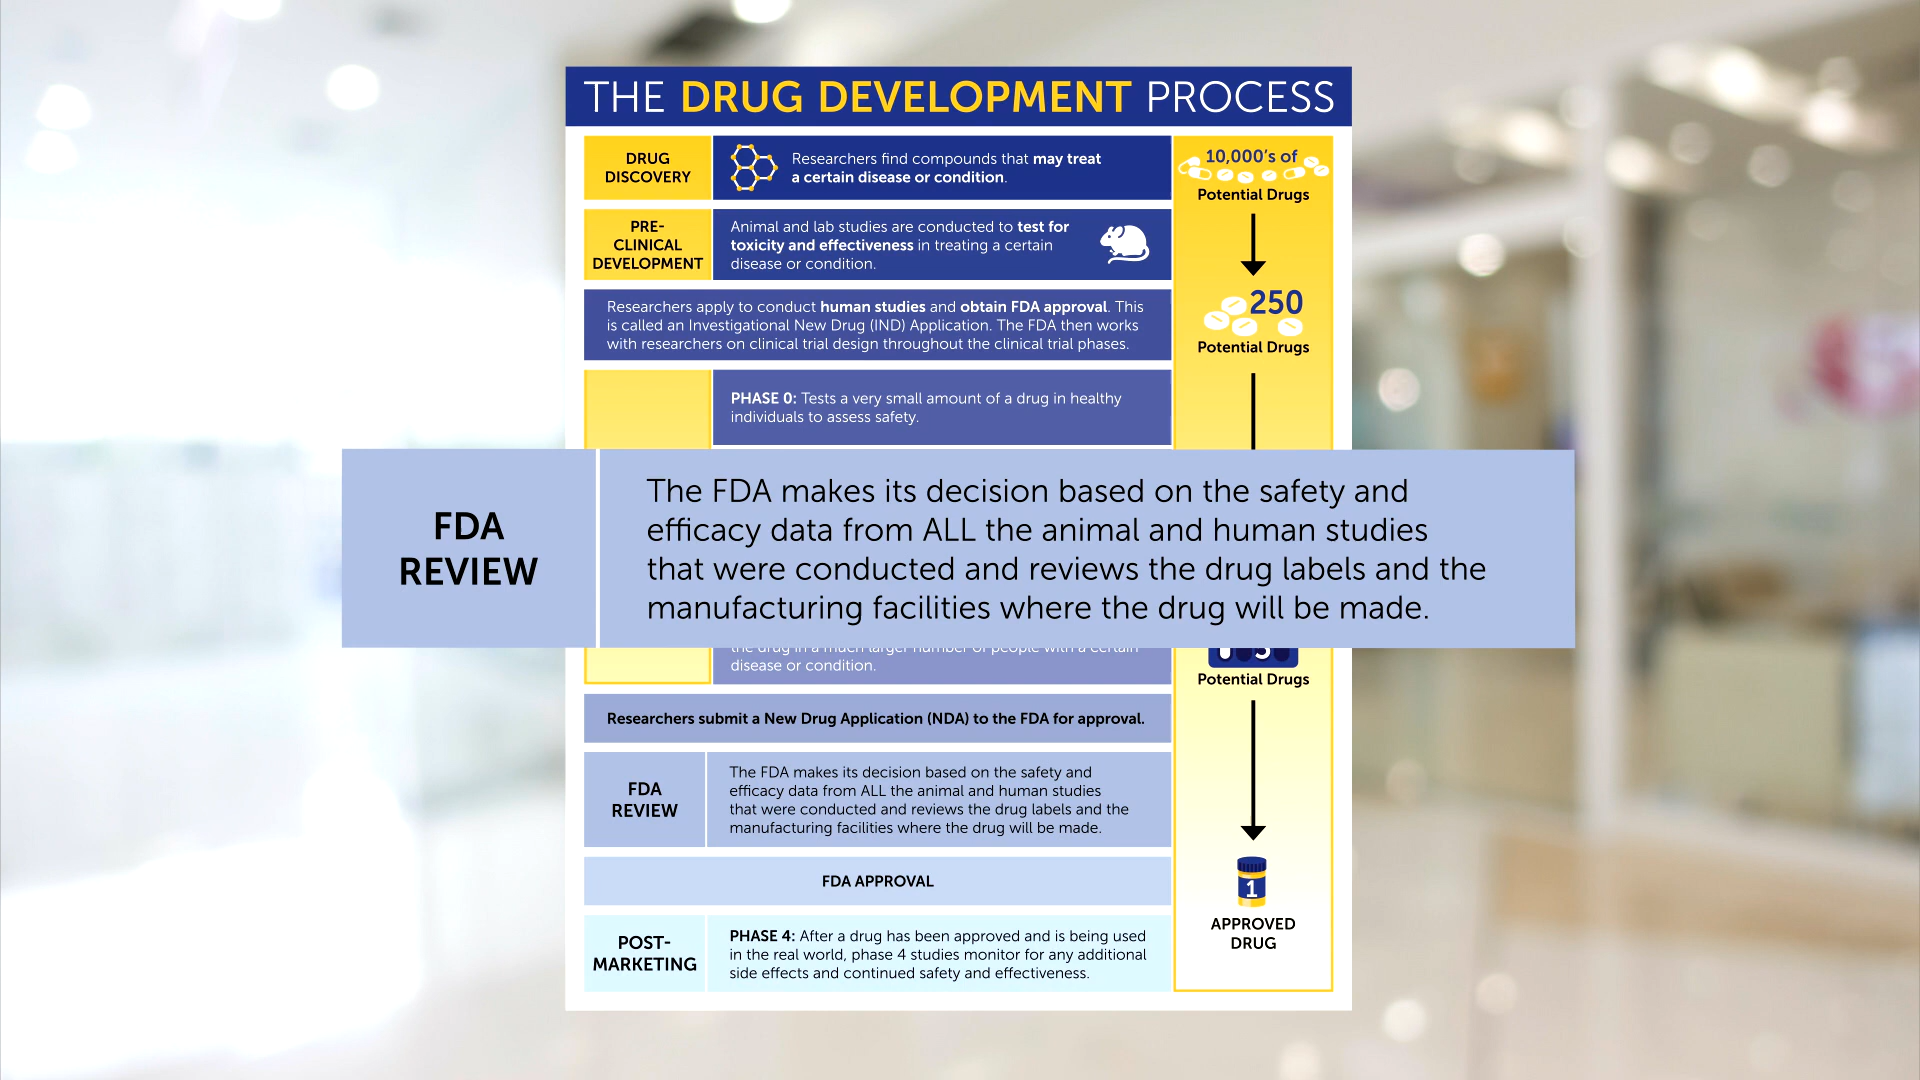 THE DRUG DEVELOPMENT PROCESS
DRUG
DISCOVERY
Researchers find compounds that may treat
a certain disease or condition.
10,000's of
Potential Drugs
PRE-
CLINICAL
DEVELOPMENT
Animal and lab studies are conducted to test for
toxicity and effectiveness in treating a certain
disease or condition.
Researchers apply to conduct human studies and obtain FDA approval. This
is called an Investigational New Drug (IND) Application. The FDA then works
with researchers on clinical trial design throughout the clinical trial phases.
250
Potential Drugs
PHASE 0: Tests a very small amount of a drug in healthy
individuals to assess safety.
FDA
REVIEW
The FDA makes its decision based on the safety and
efficacy data from ALL the animal and human studies
that were conducted and reviews the drug labels and the
manufacturing facilities where the drug will be made.
the drug in a much larger number of people with a certain
disease or condition.
Potential Drugs
Researchers submit a New Drug Application (NDA) to the FDA for approval.
FDA
REVIEW
The FDA makes its decision based on the safety and
efficacy data from ALL the animal and human studies
that were conducted and reviews the drug labels and the
manufacturing facilities where the drug will be made.
FDA APPROVAL
1
APPROVED
DRUG
POST-
MARKETING
PHASE 4: After a drug has been approved and is being used
in the real world, phase 4 studies monitor for any additional
side effects and continued safety and effectiveness.